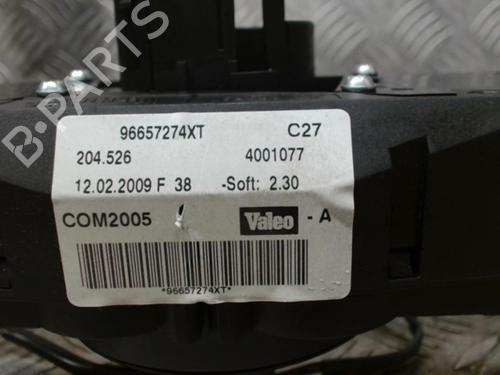 96657274XT C27
204.526 4001077
12.02.2009 F 38 -Soft: 2.30
COM2005 Valeo - A
*96657274XT*
B-PARTS